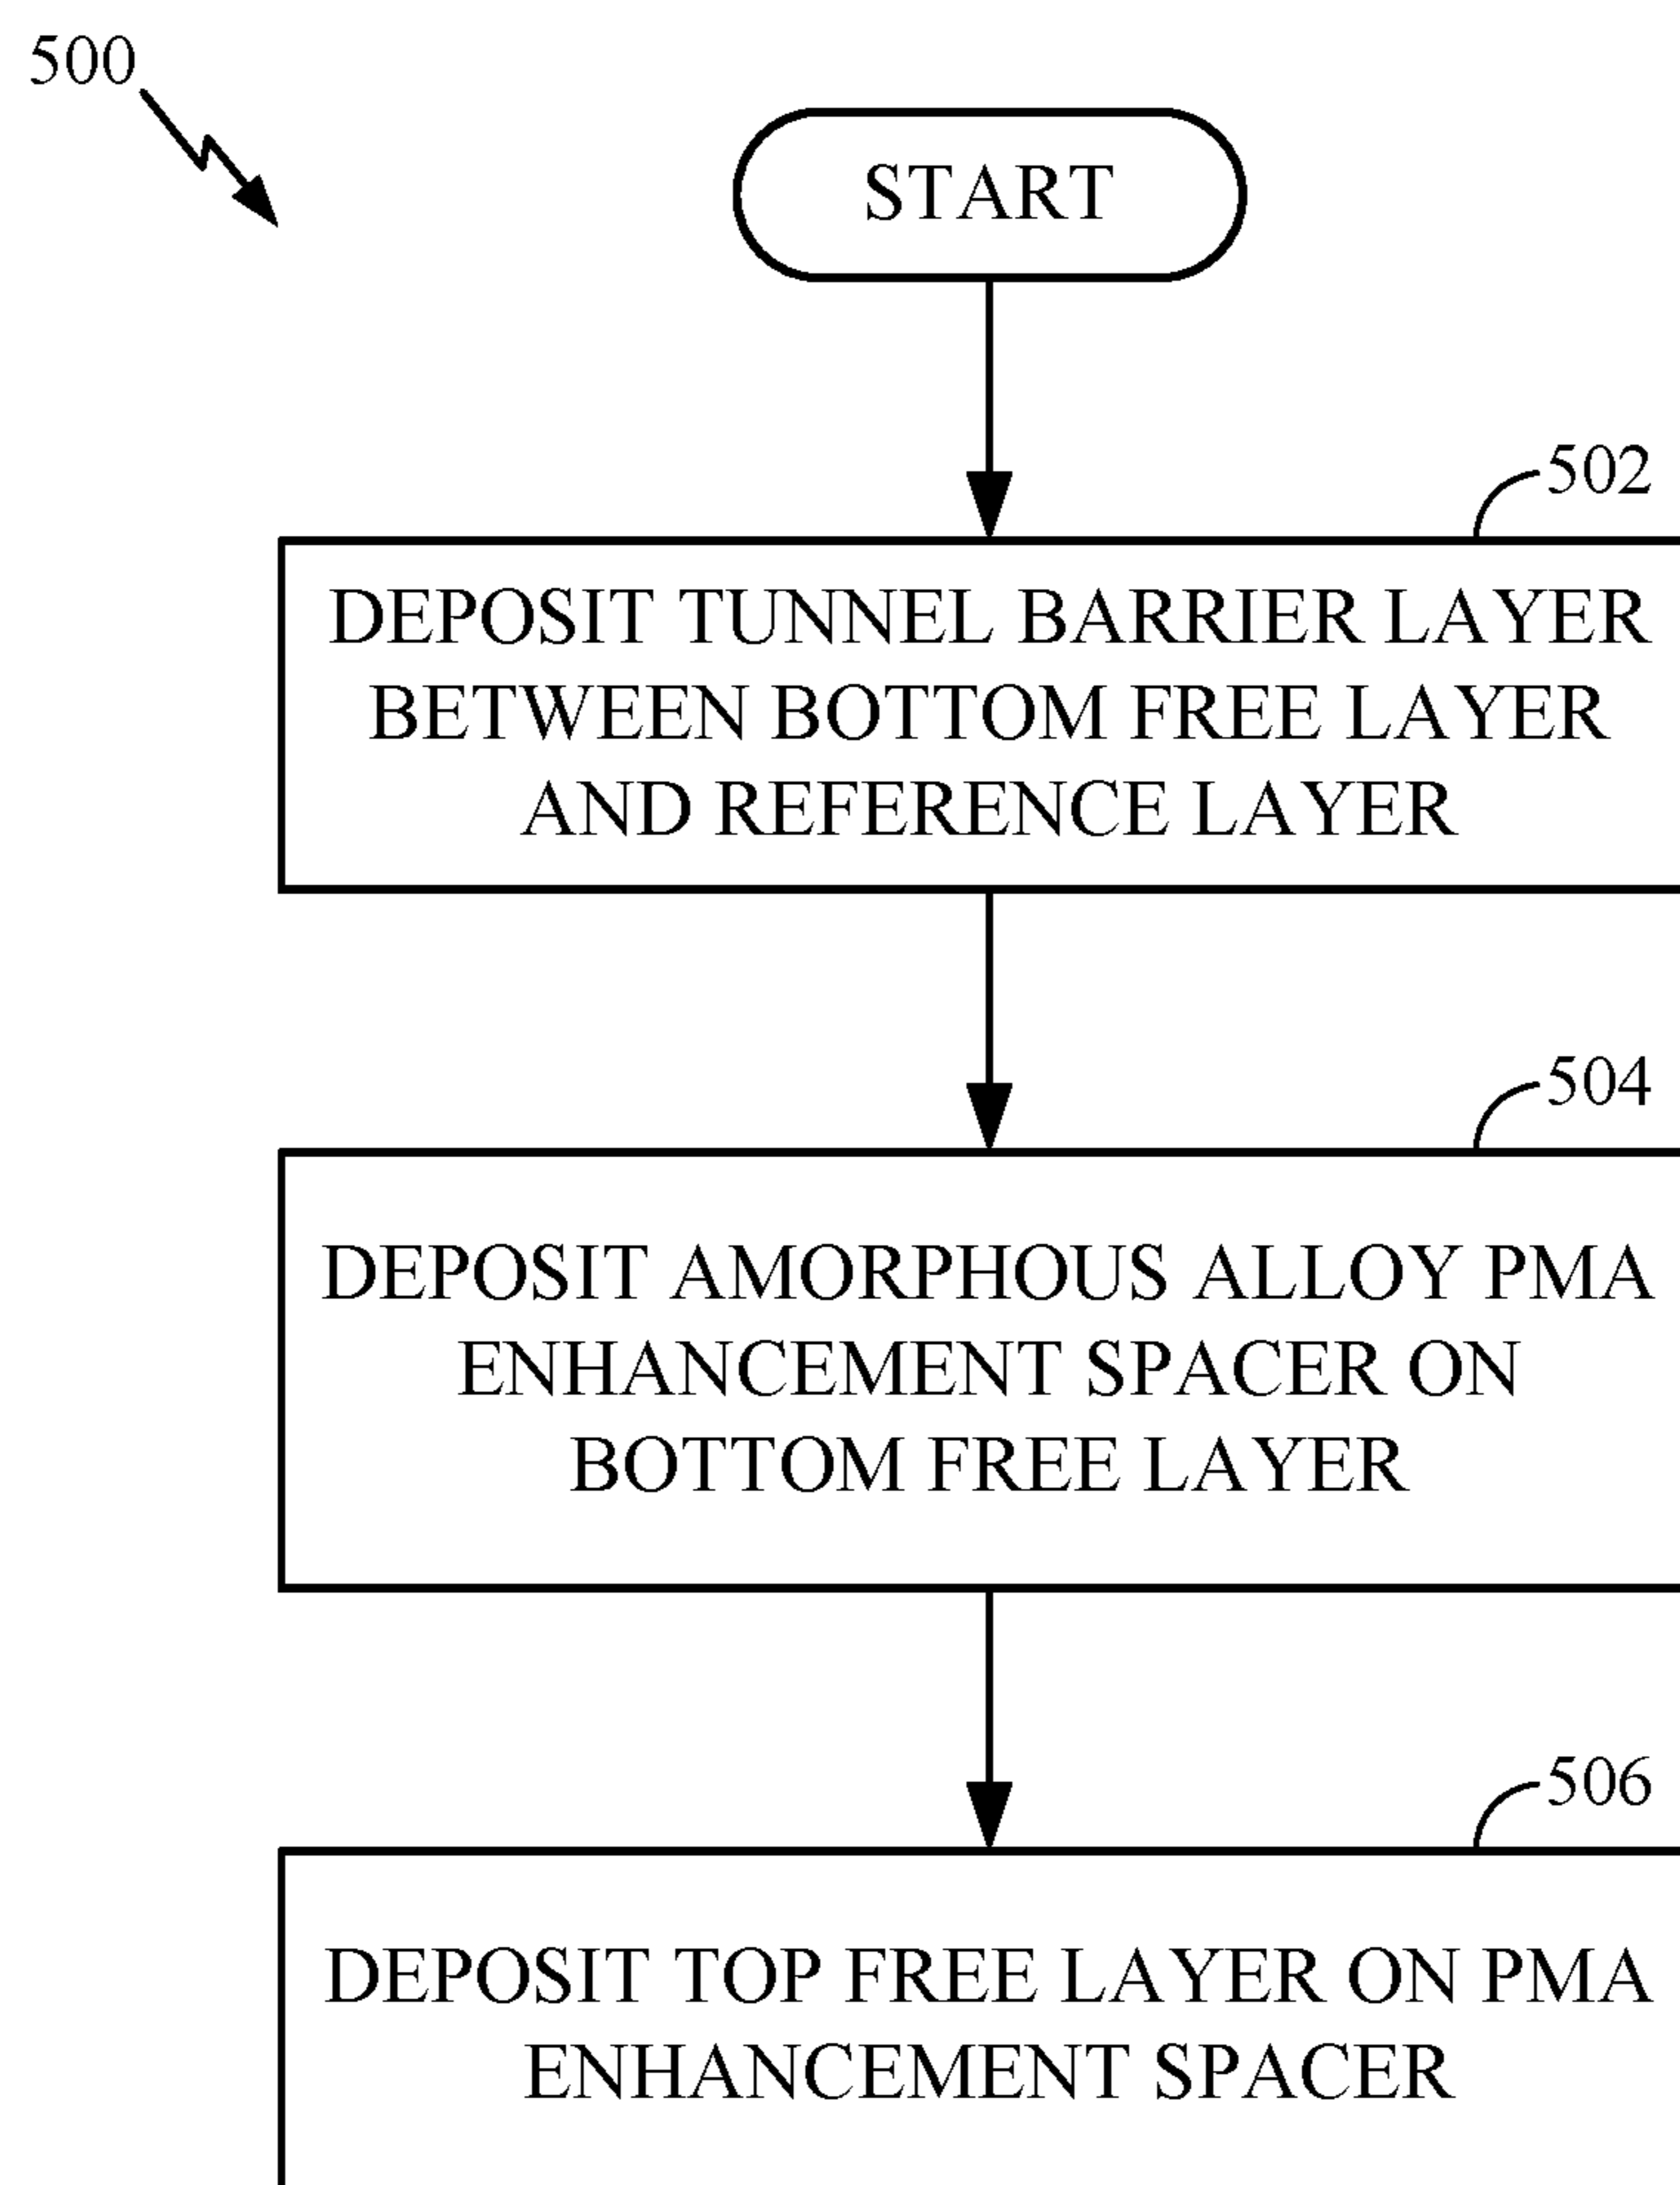 500
START
502
DEPOSIT TUNNEL BARRIER LAYER
BETWEEN BOTTOM FREE LAYER
AND REFERENCE LAYER
504
DEPOSIT AMORPHOUS ALLOY PMA
ENHANCEMENT SPACER ON
BOTTOM FREE LAYER
506
DEPOSIT TOP FREE LAYER ON PMA
ENHANCEMENT SPACER